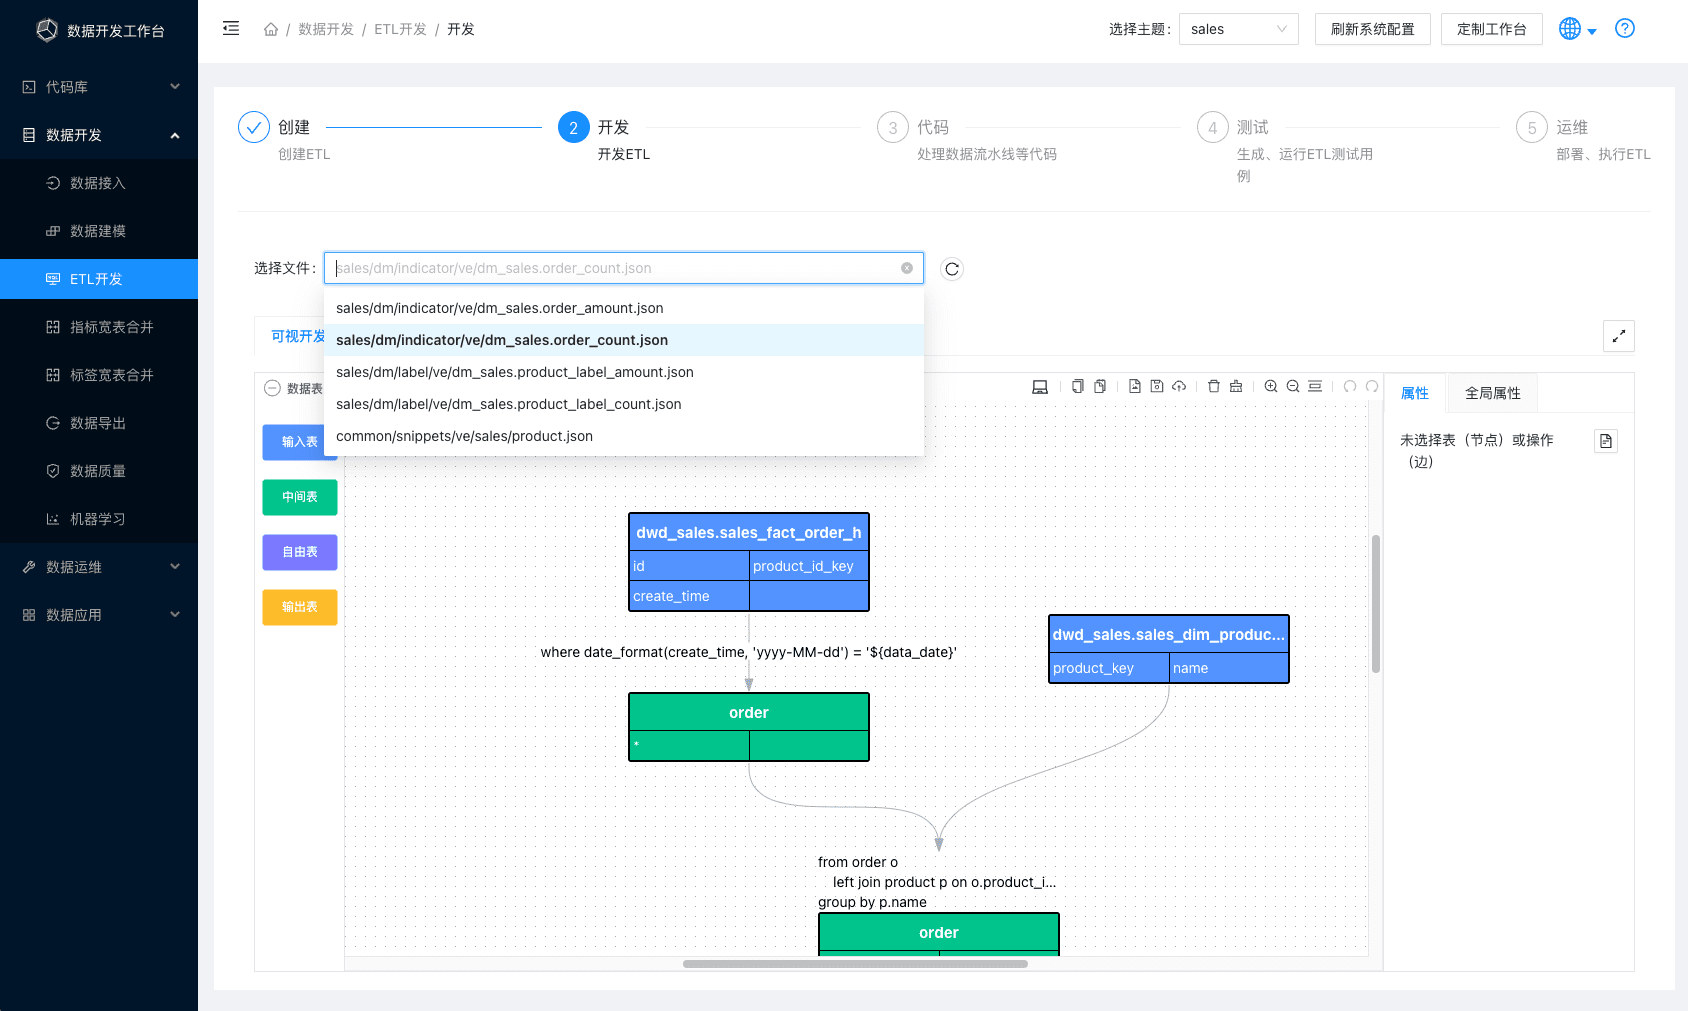 数据开发工作台
代码库
数据开发
数据接入
数据建模
ETL开发
指标宽表合并
标签宽表合并
数据导出
数据质量
机器学习
数据运维
数据应用
/ 数据开发 / ETL开发 / 开发
选择主题：
sales
刷新系统配置
定制工作台
创建
创建ETL
2
开发
开发ETL
3
代码
处理数据流水线等代码
4
测试
生成、运行ETL测试用
例
5
运维
部署、执行ETL
选择文件：
sales/dm/indicator/ve/dm_sales.order_count.json
sales/dm/indicator/ve/dm_sales.order_amount.json
sales/dm/indicator/ve/dm_sales.order_count.json
sales/dm/label/ve/dm_sales.product_label_amount.json
sales/dm/label/ve/dm_sales.product_label_count.json
common/snippets/ve/sales/product.json
可视开发
数据表
输入表
中间表
自由表
输出表
dwd_sales.sales_fact_order_h
id
product_id_key
create_time
where date_format(create_time, 'yyyy-MM-dd') = '${data_date}'
order
*
dwd_sales.sales_dim_produc...
product_key
name
from order o
left join product p on o.product_i...
group by p.name
order
属性
全局属性
未选择表（节点）或操作
（边）